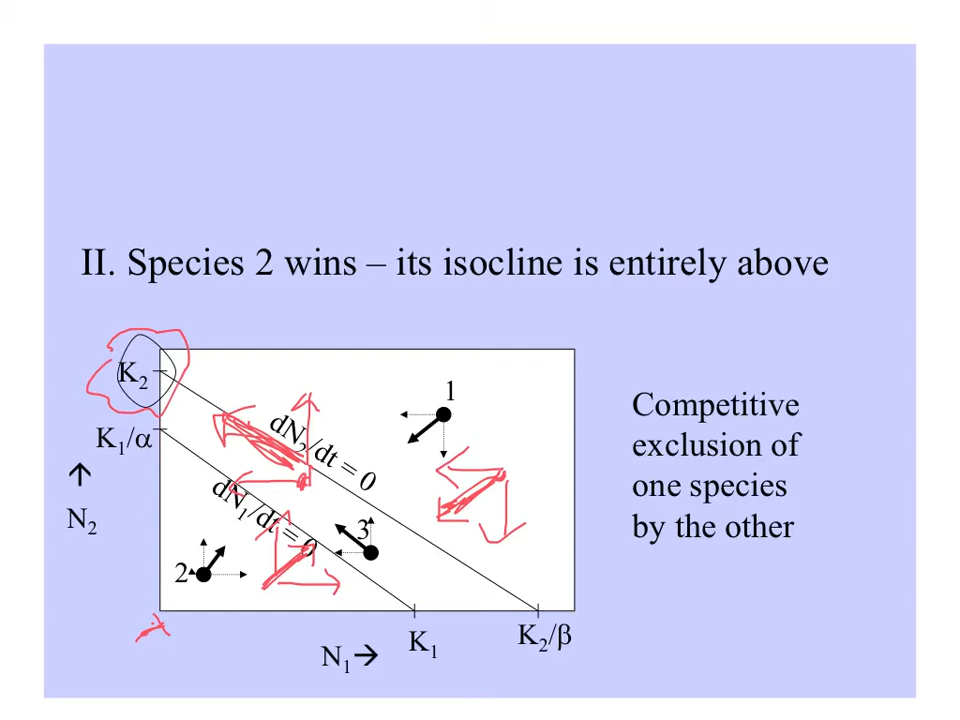 II. Species 2 wins – its isocline is entirely above
K₂
K₁/α
↑
N₂
1
dN₂/dt = 0
dN₁/dt = 0
3
2
K₁
K₂/β
N₁→
Competitive
exclusion of
one species
by the other